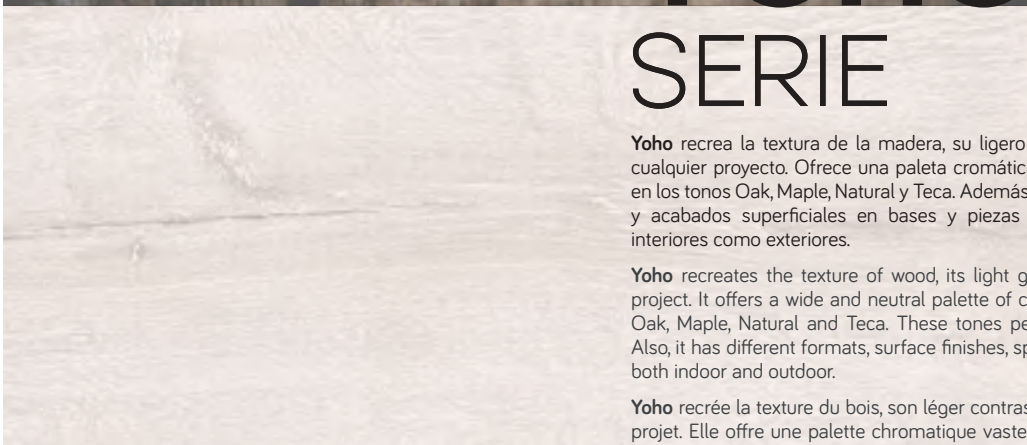 SERIE
Yoho recrea la textura de la madera, su ligero
cualquier proyecto. Ofrece una paleta
en los tonos Oak, Maple, Natural y Teca. Además
y acabados superficiales en bases y piezas
interiores como exteriores.
Yoho recreates the texture of wood, its light
project. It offers a wide and neutral palette of
Oak, Maple, Natural and Teca. These tones
Also, it has different formats, surface finishes,
both indoor and outdoor.
Yoho recrée la texture du bois, son léger
projet. Elle offre une palette chromatique vaste